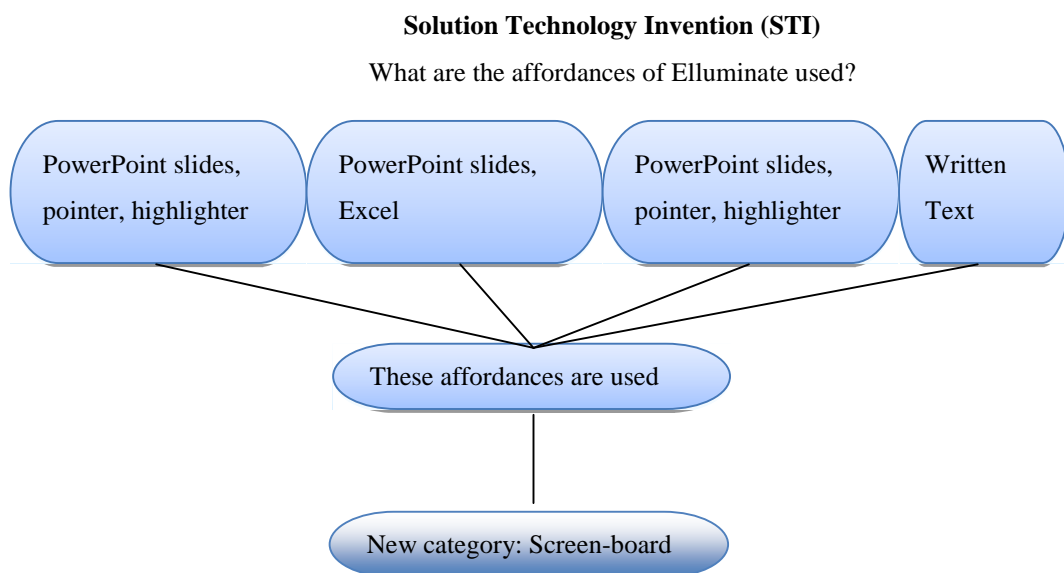 Solution Technology Invention (STI)
What are the affordances of Elluminate used?
PowerPoint slides,
pointer, highlighter
PowerPoint slides,
Excel
PowerPoint slides,
pointer, highlighter
Written
Text
These affordances are used
New category: Screen-board